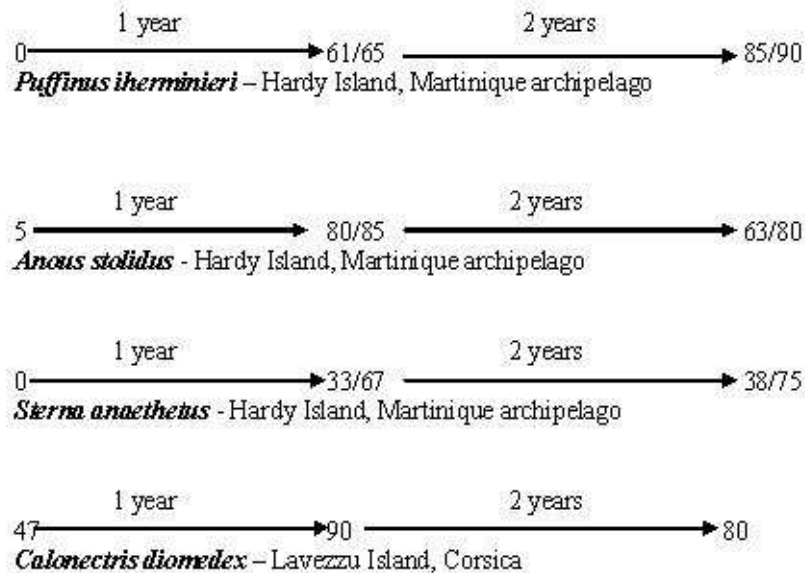 1 year 2 years
0 61/65 85/90
Puffinus iherminieri – Hardy Island, Martinique archipelago
1 year 2 years
5 80/85 63/80
Anous stolidus - Hardy Island, Martinique archipelago
1 year 2 years
0 33/67 38/75
Sterna anaethetus - Hardy Island, Martinique archipelago
1 year 2 years
47 90 80
Calonectris diomedex – Lavezzu Island, Corsica